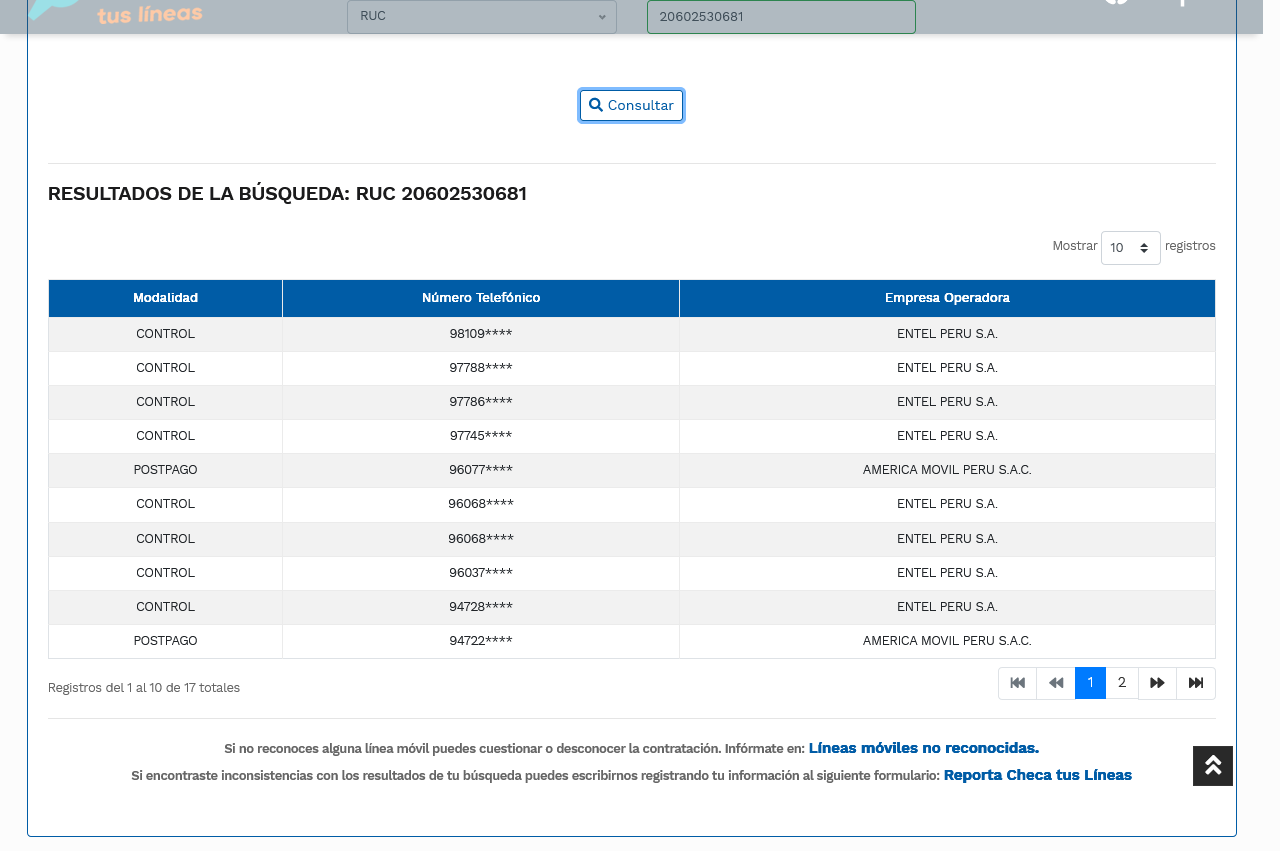 tus líneas
RUC
20602530681
Consultar
RESULTADOS DE LA BÚSQUEDA: RUC 20602530681
Mostrar 10 registros
Modalidad Número Telefónico Empresa Operadora
CONTROL 98109**** ENTEL PERU S.A.
CONTROL 97788**** ENTEL PERU S.A.
CONTROL 97786**** ENTEL PERU S.A.
CONTROL 97745**** ENTEL PERU S.A.
POSTPAGO 96077**** AMERICA MOVIL PERU S.A.C.
CONTROL 96068**** ENTEL PERU S.A.
CONTROL 96068**** ENTEL PERU S.A.
CONTROL 96037**** ENTEL PERU S.A.
CONTROL 94728**** ENTEL PERU S.A.
POSTPAGO 94722**** AMERICA MOVIL PERU S.A.C.
Registros del 1 al 10 de 17 totales
1 2
Si no reconoces alguna línea móvil puedes cuestionar o desconocer la contratación. Infórmate en: Líneas móviles no reconocidas.
Si encontraste inconsistencias con los resultados de tu búsqueda puedes escribirnos registrando tu información al siguiente formulario: Reporta Checa tus Líneas